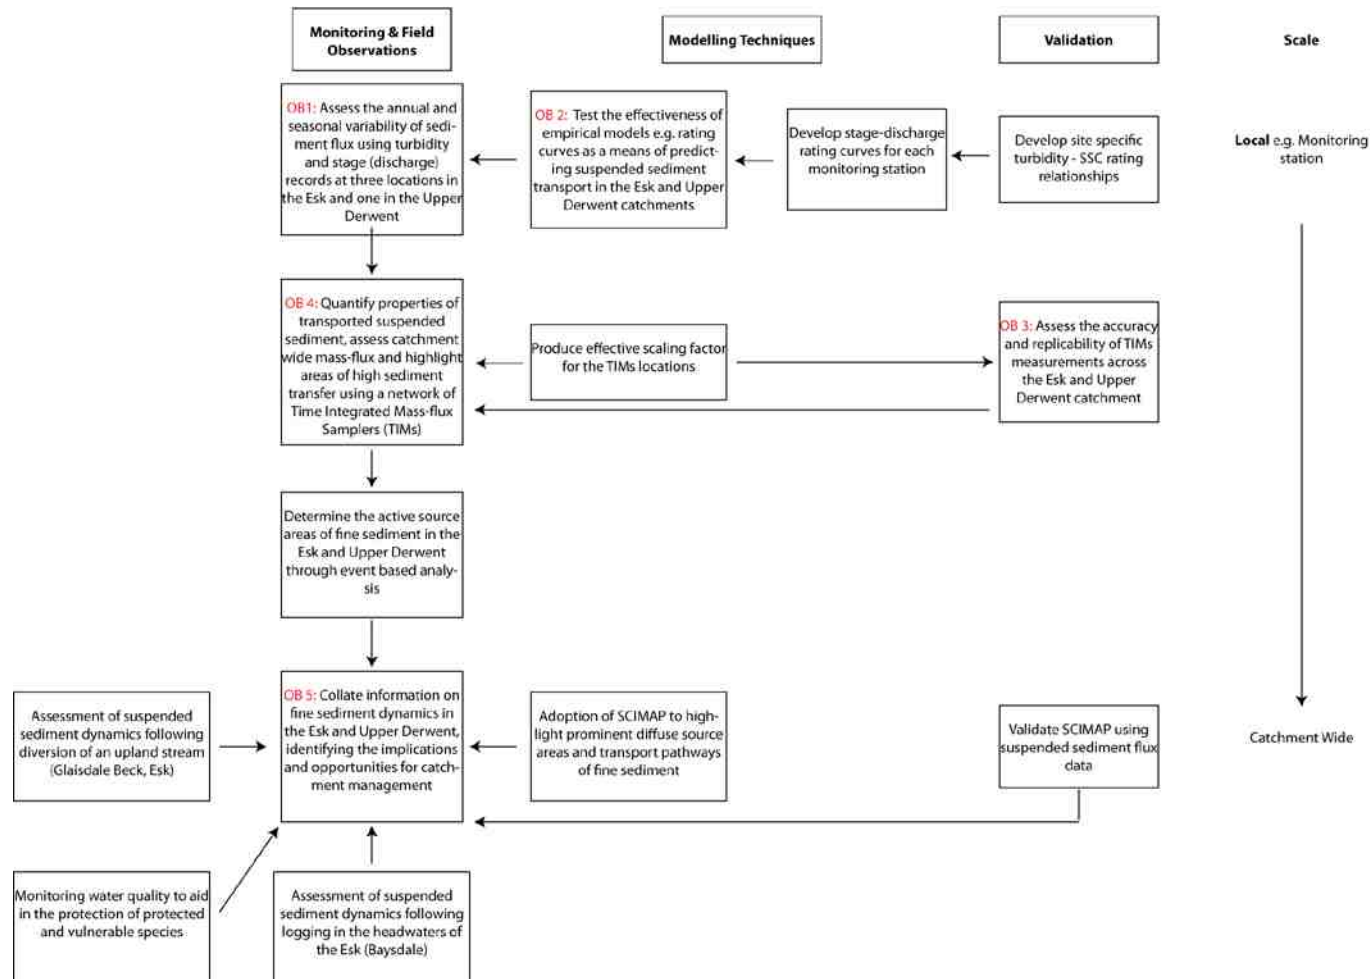 Monitoring & Field
Observations
Modelling Techniques
Validation
Scale
OB1: Assess the annual and
seasonal variability of sedi-
ment flux using turbidity
and stage (discharge)
records at three locations in
the Esk and one in the Upper
Derwent
OB 2: Test the effectiveness of
empirical models e.g. rating
curves as a means of predict-
ing suspended sediment
transport in the Esk and Upper
Derwent catchments
Develop stage-discharge
rating curves for each
monitoring station
Develop site specific
turbidity - SSC rating
relationships
Local e.g. Monitoring
station
OB 4: Quantify properties of
transported suspended
sediment, assess catchment
wide mass-flux and highlight
areas of high sediment
transfer using a network of
Time Integrated Mass-flux
Samplers (TIMs)
Produce effective scaling factor
for the TIMs locations
OB 3: Assess the accuracy
and replicability of TIMs
measurements across
the Esk and Upper
Derwent catchment
Determine the active source
areas of fine sediment in the
Esk and Upper Derwent
through event based analy-
sis
Assessment of suspended
sediment dynamics following
diversion of an upland stream
(Glaisdale Beck, Esk)
OB 5: Collate information on
fine sediment dynamics in
the Esk and Upper Derwent,
identifying the implications
and opportunities for catch-
ment management
Adoption of SCIMAP to high-
light prominent diffuse source
areas and transport pathways
of fine sediment
Validate SCIMAP using
suspended sediment flux
data
Catchment Wide
Monitoring water quality to aid
in the protection of protected
and vulnerable species
Assessment of suspended
sediment dynamics following
logging in the headwaters of
the Esk (Baysdale)